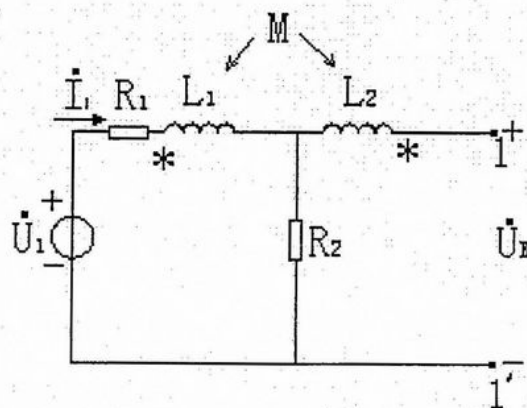 M
İ₁ R₁ L₁ L₂
* *
1 +
+
U̇₁ R₂
−
−
1'